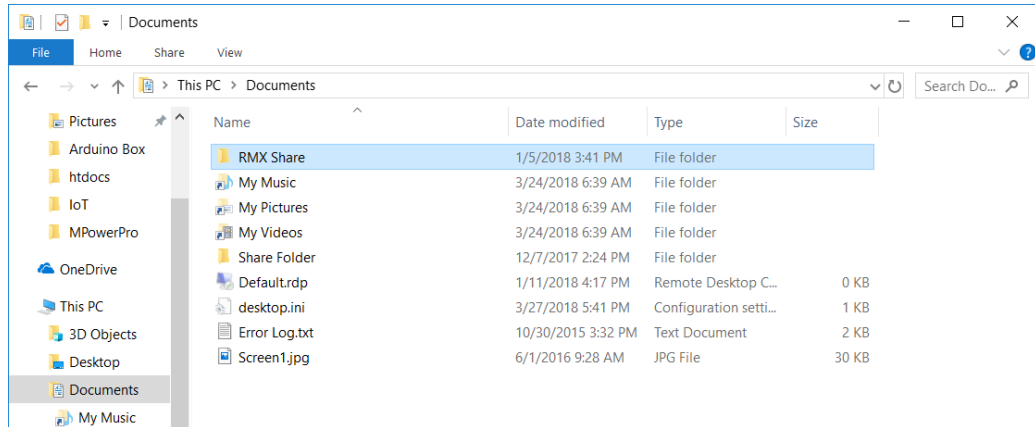 Documents
File Home Share View
This PC > Documents
Search Do...
Name Date modified Type Size
Pictures
Arduino Box
htdocs
IoT
MPowerPro
OneDrive
This PC
3D Objects
Desktop
Documents
My Music
RMX Share 1/5/2018 3:41 PM File folder
My Music 3/24/2018 6:39 AM File folder
My Pictures 3/24/2018 6:39 AM File folder
My Videos 3/24/2018 6:39 AM File folder
Share Folder 12/7/2017 2:24 PM File folder
Default.rdp 1/11/2018 4:17 PM Remote Desktop C... 0 KB
desktop.ini 3/27/2018 5:41 PM Configuration setti... 1 KB
Error Log.txt 10/30/2015 3:32 PM Text Document 2 KB
Screen1.jpg 6/1/2016 9:28 AM JPG File 30 KB